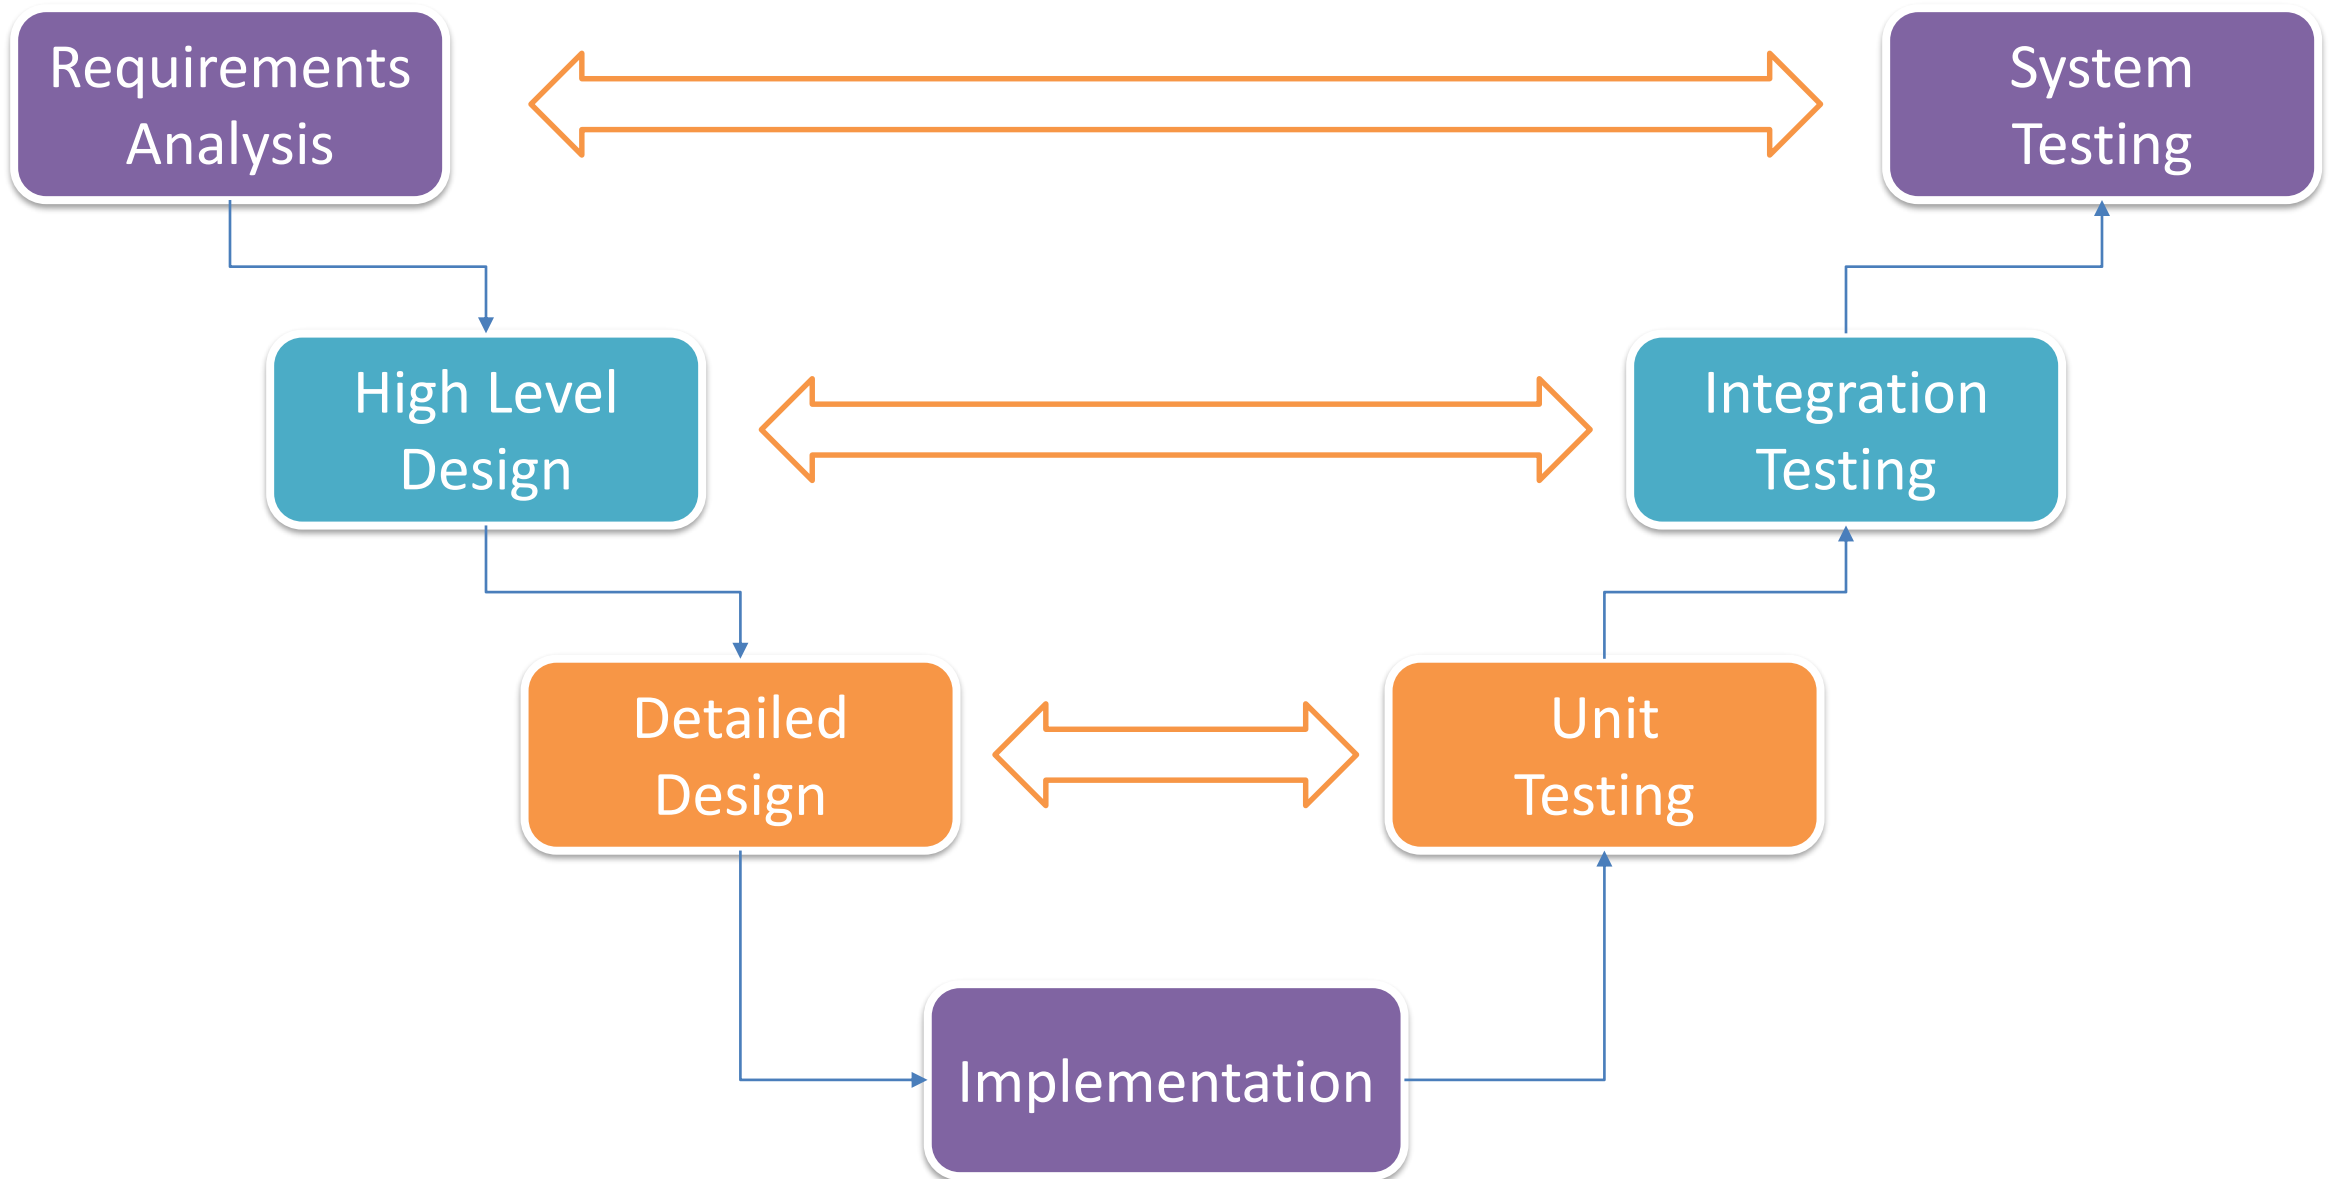 Requirements
Analysis
System
Testing
High Level
Design
Integration
Testing
Detailed
Design
Unit
Testing
Implementation